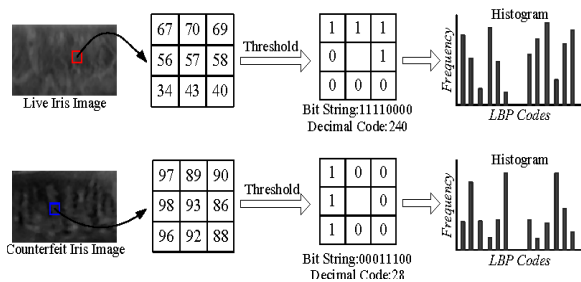 67 70 69
56 57 58
34 43 40
Live Iris Image
Threshold
1 1 1
0 1
0 0 0
Bit String:11110000
Decimal Code:240
Histogram
Frequency
LBP Codes
97 89 90
98 93 86
96 92 88
Counterfeit Iris Image
Threshold
1 0 0
1 0
1 0 0
Bit String:00011100
Decimal Code:28
Histogram
Frequency
LBP Codes